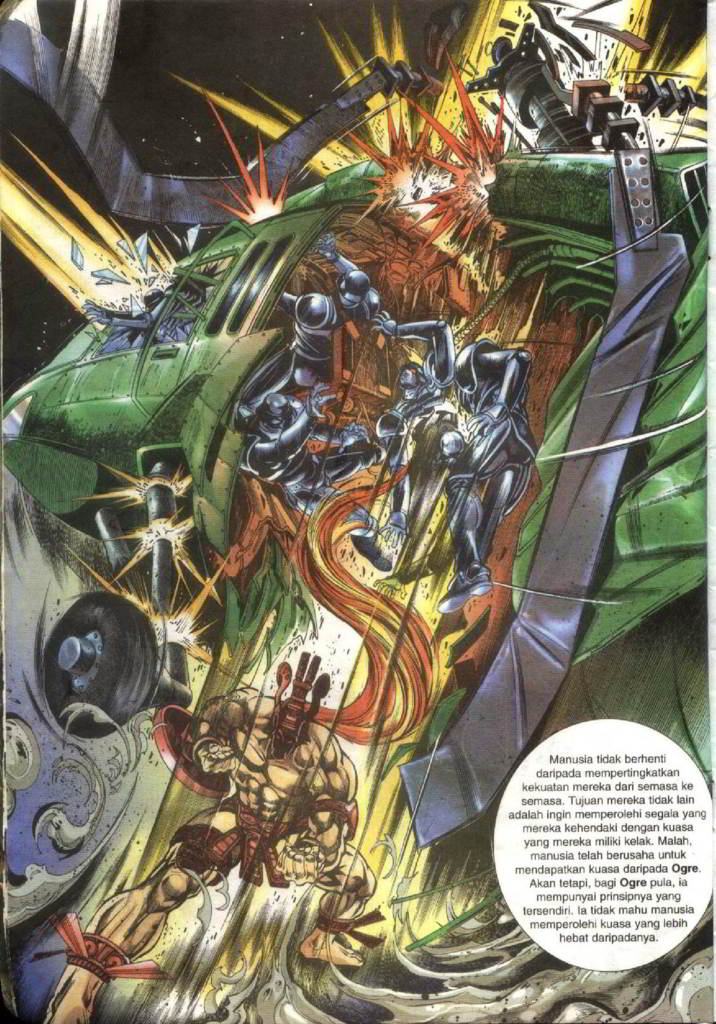 Manusia tidak berhenti
daripada mempertingkatkan
kekuatan mereka dari semasa ke
semasa. Tujuan mereka tidak lain
adalah ingin memperolehi segala yang
mereka kehendaki dengan kuasa
yang mereka miliki kelak. Malah,
manusia telah berusaha untuk
mendapatkan kuasa daripada Ogre.
Akan tetapi, bagi Ogre pula, ia
mempunyai prinsipnya yang
tersendiri. Ia tidak mahu manusia
memperolehi kuasa yang lebih
hebat daripadanya.